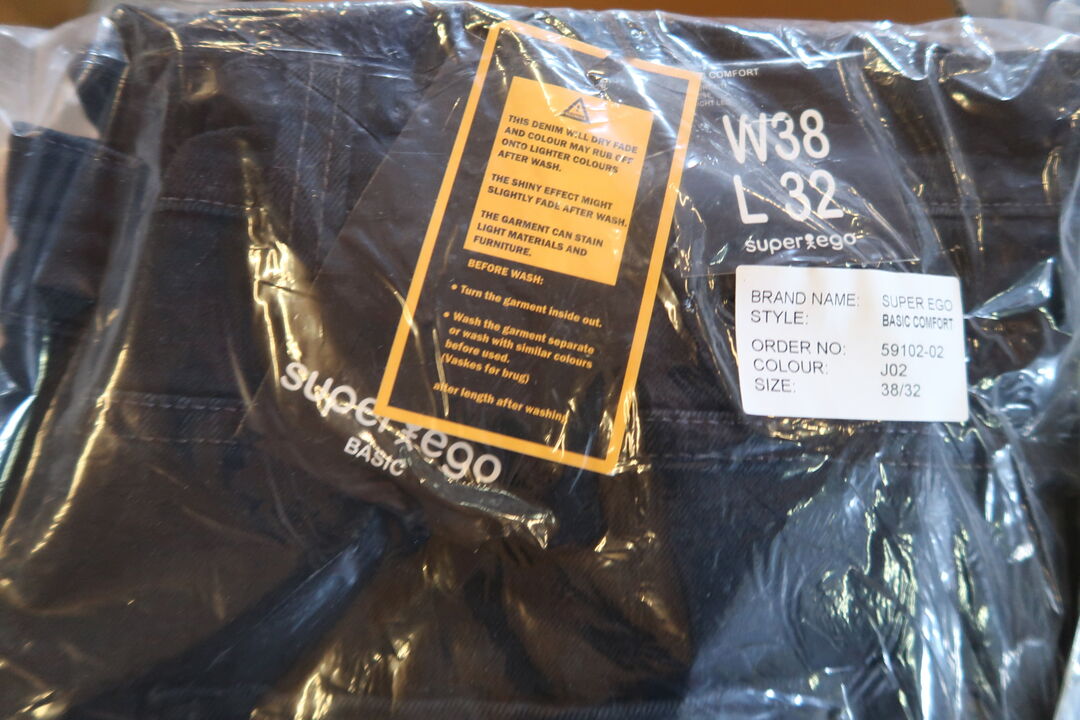 THIS DENIM WILL DRY FADE
AND COLOUR MAY RUB OFF
ONTO LIGHTER COLOURS
AFTER WASH.
THE SHINY EFFECT MIGHT
SLIGHTLY FADE AFTER WASH.
THE GARMENT CAN STAIN
LIGHT MATERIALS AND
FURNITURE.
BEFORE WASH:
• Turn the garment inside out.
• Wash the garment separate
or wash with similar colours
before used.
(Vaskes før brug)
after length after washing
superego
BASIC
COMFORT
W38
L 32
superego
BRAND NAME: SUPER EGO
STYLE: BASIC COMFORT
ORDER NO: 59102-02
COLOUR: J02
SIZE: 38/32